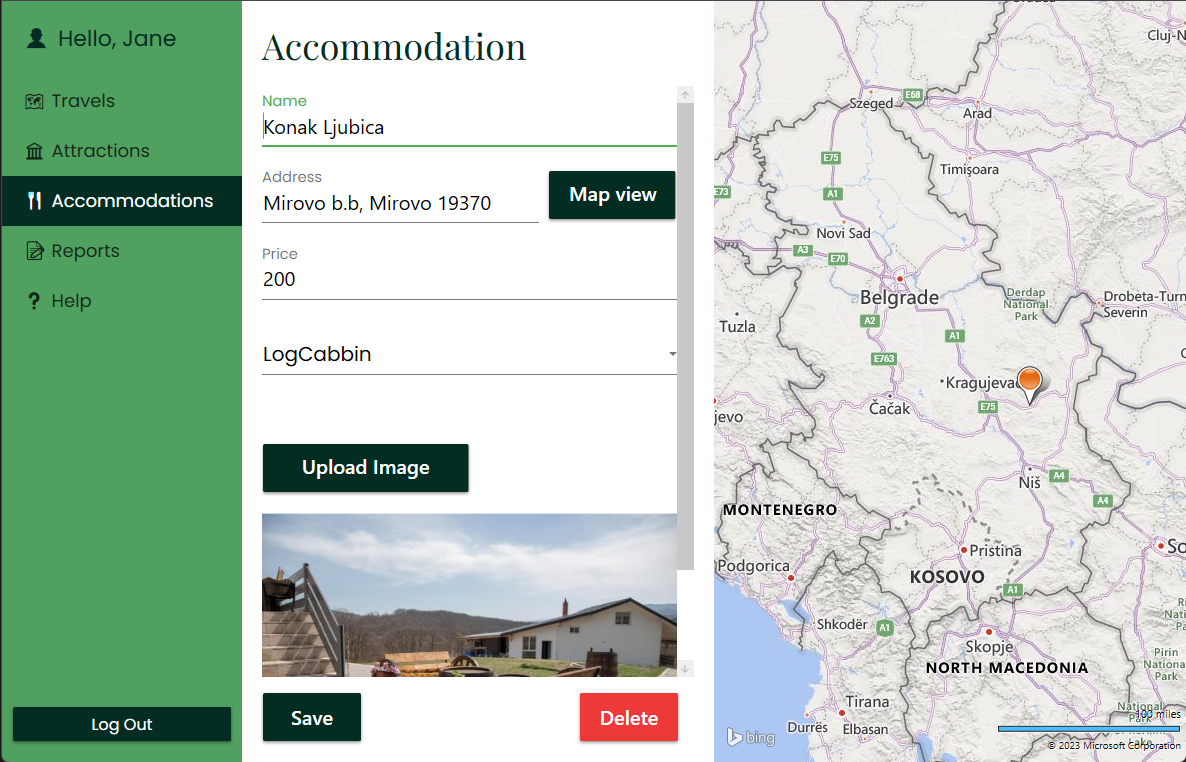 Hello, Jane
Travels
Attractions
Accommodations
Reports
Help
Log Out
Accommodation
Name
Konak Ljubica
Address
Mirovo b.b, Mirovo 19370
Map view
Price
200
LogCabbin
Upload Image
Save
Delete
Cluj-N
Szeged
E68
Arad
E75
Timişoara
E73
A1
Novi Sad
A3
E70
Belgrade
Derdap
National
Park
Drobeta-Turn
Severin
Tuzla
A2
A1
E763
Kragujevac
Čačak
E75
jevo
Niš
A4
A4
MONTENEGRO
Pristina
So
Podgorica
KOSOVO
A1
Shkodër
A1
Skopje
NORTH MACEDONIA
Pirin
National
Park
Tirana
National
Park
100 miles
Durrës
Elbasan
Lake
bing
© 2023 Microsoft Corporation